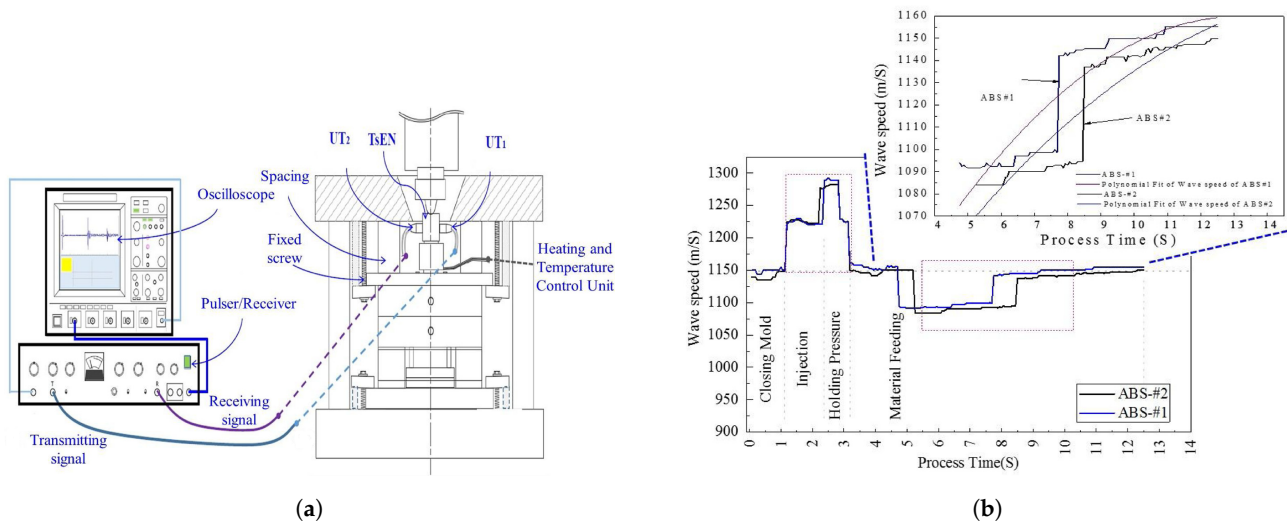 UT2 TsEN UT1
Oscilloscope
Spacing
Fixed
screw
Heating and
Temperature
Control Unit
Pulser/Receiver
T
R
Receiving
signal
Transmitting
signal
(a)
Wave speed (m/S)
1160
1150
1140
1130
1120
1110
1100
1090
1080
1070
ABS#1
ABS#2
ABS-#1
Polynomial Fit of Wave speed of ABS#1
ABS-#2
Polynomial Fit of Wave speed of ABS#2
4 5 6 7 8 9 10 11 12 13 14
Process Time (S)
Wave speed (m/S)
1300
1250
1200
1150
1100
1050
1000
950
900
Closing Mold
Injection
Holding Pressure
Material Feeding
ABS-#2
ABS-#1
0 1 2 3 4 5 6 7 8 9 10 11 12 13 14
Process Time(S)
(b)